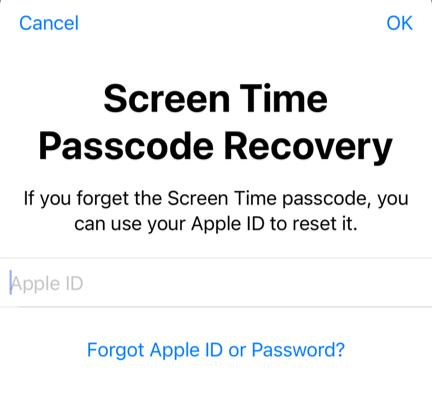 Cancel
OK
Screen Time
Passcode Recovery
If you forget the Screen Time passcode, you
can use your Apple ID to reset it.
Apple ID
Forgot Apple ID or Password?